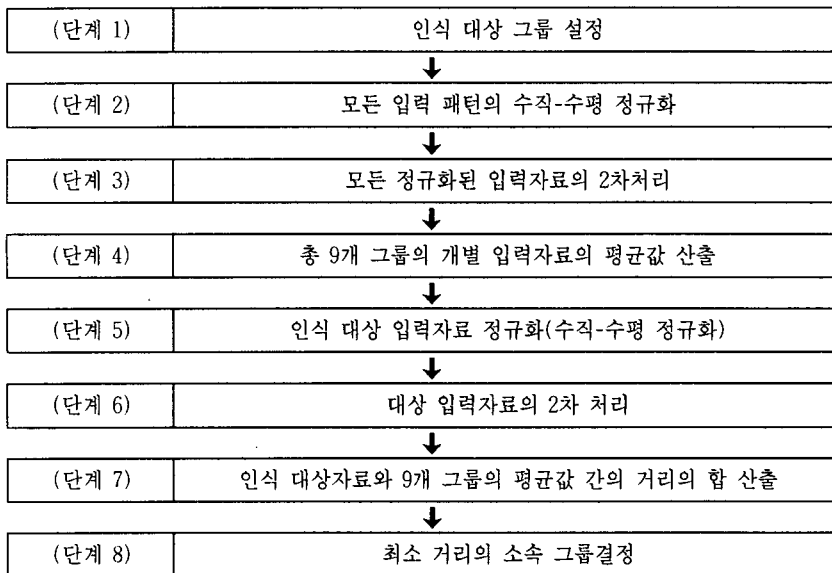 (단계 1) 인식 대상 그룹 설정
(단계 2) 모든 입력 패턴의 수직-수평 정규화
(단계 3) 모든 정규화된 입력자료의 2차처리
(단계 4) 총 9개 그룹의 개별 입력자료의 평균값 산출
(단계 5) 인식 대상 입력자료 정규화(수직-수평 정규화)
(단계 6) 대상 입력자료의 2차 처리
(단계 7) 인식 대상자료와 9개 그룹의 평균값 간의 거리의 합 산출
(단계 8) 최소 거리의 소속 그룹결정